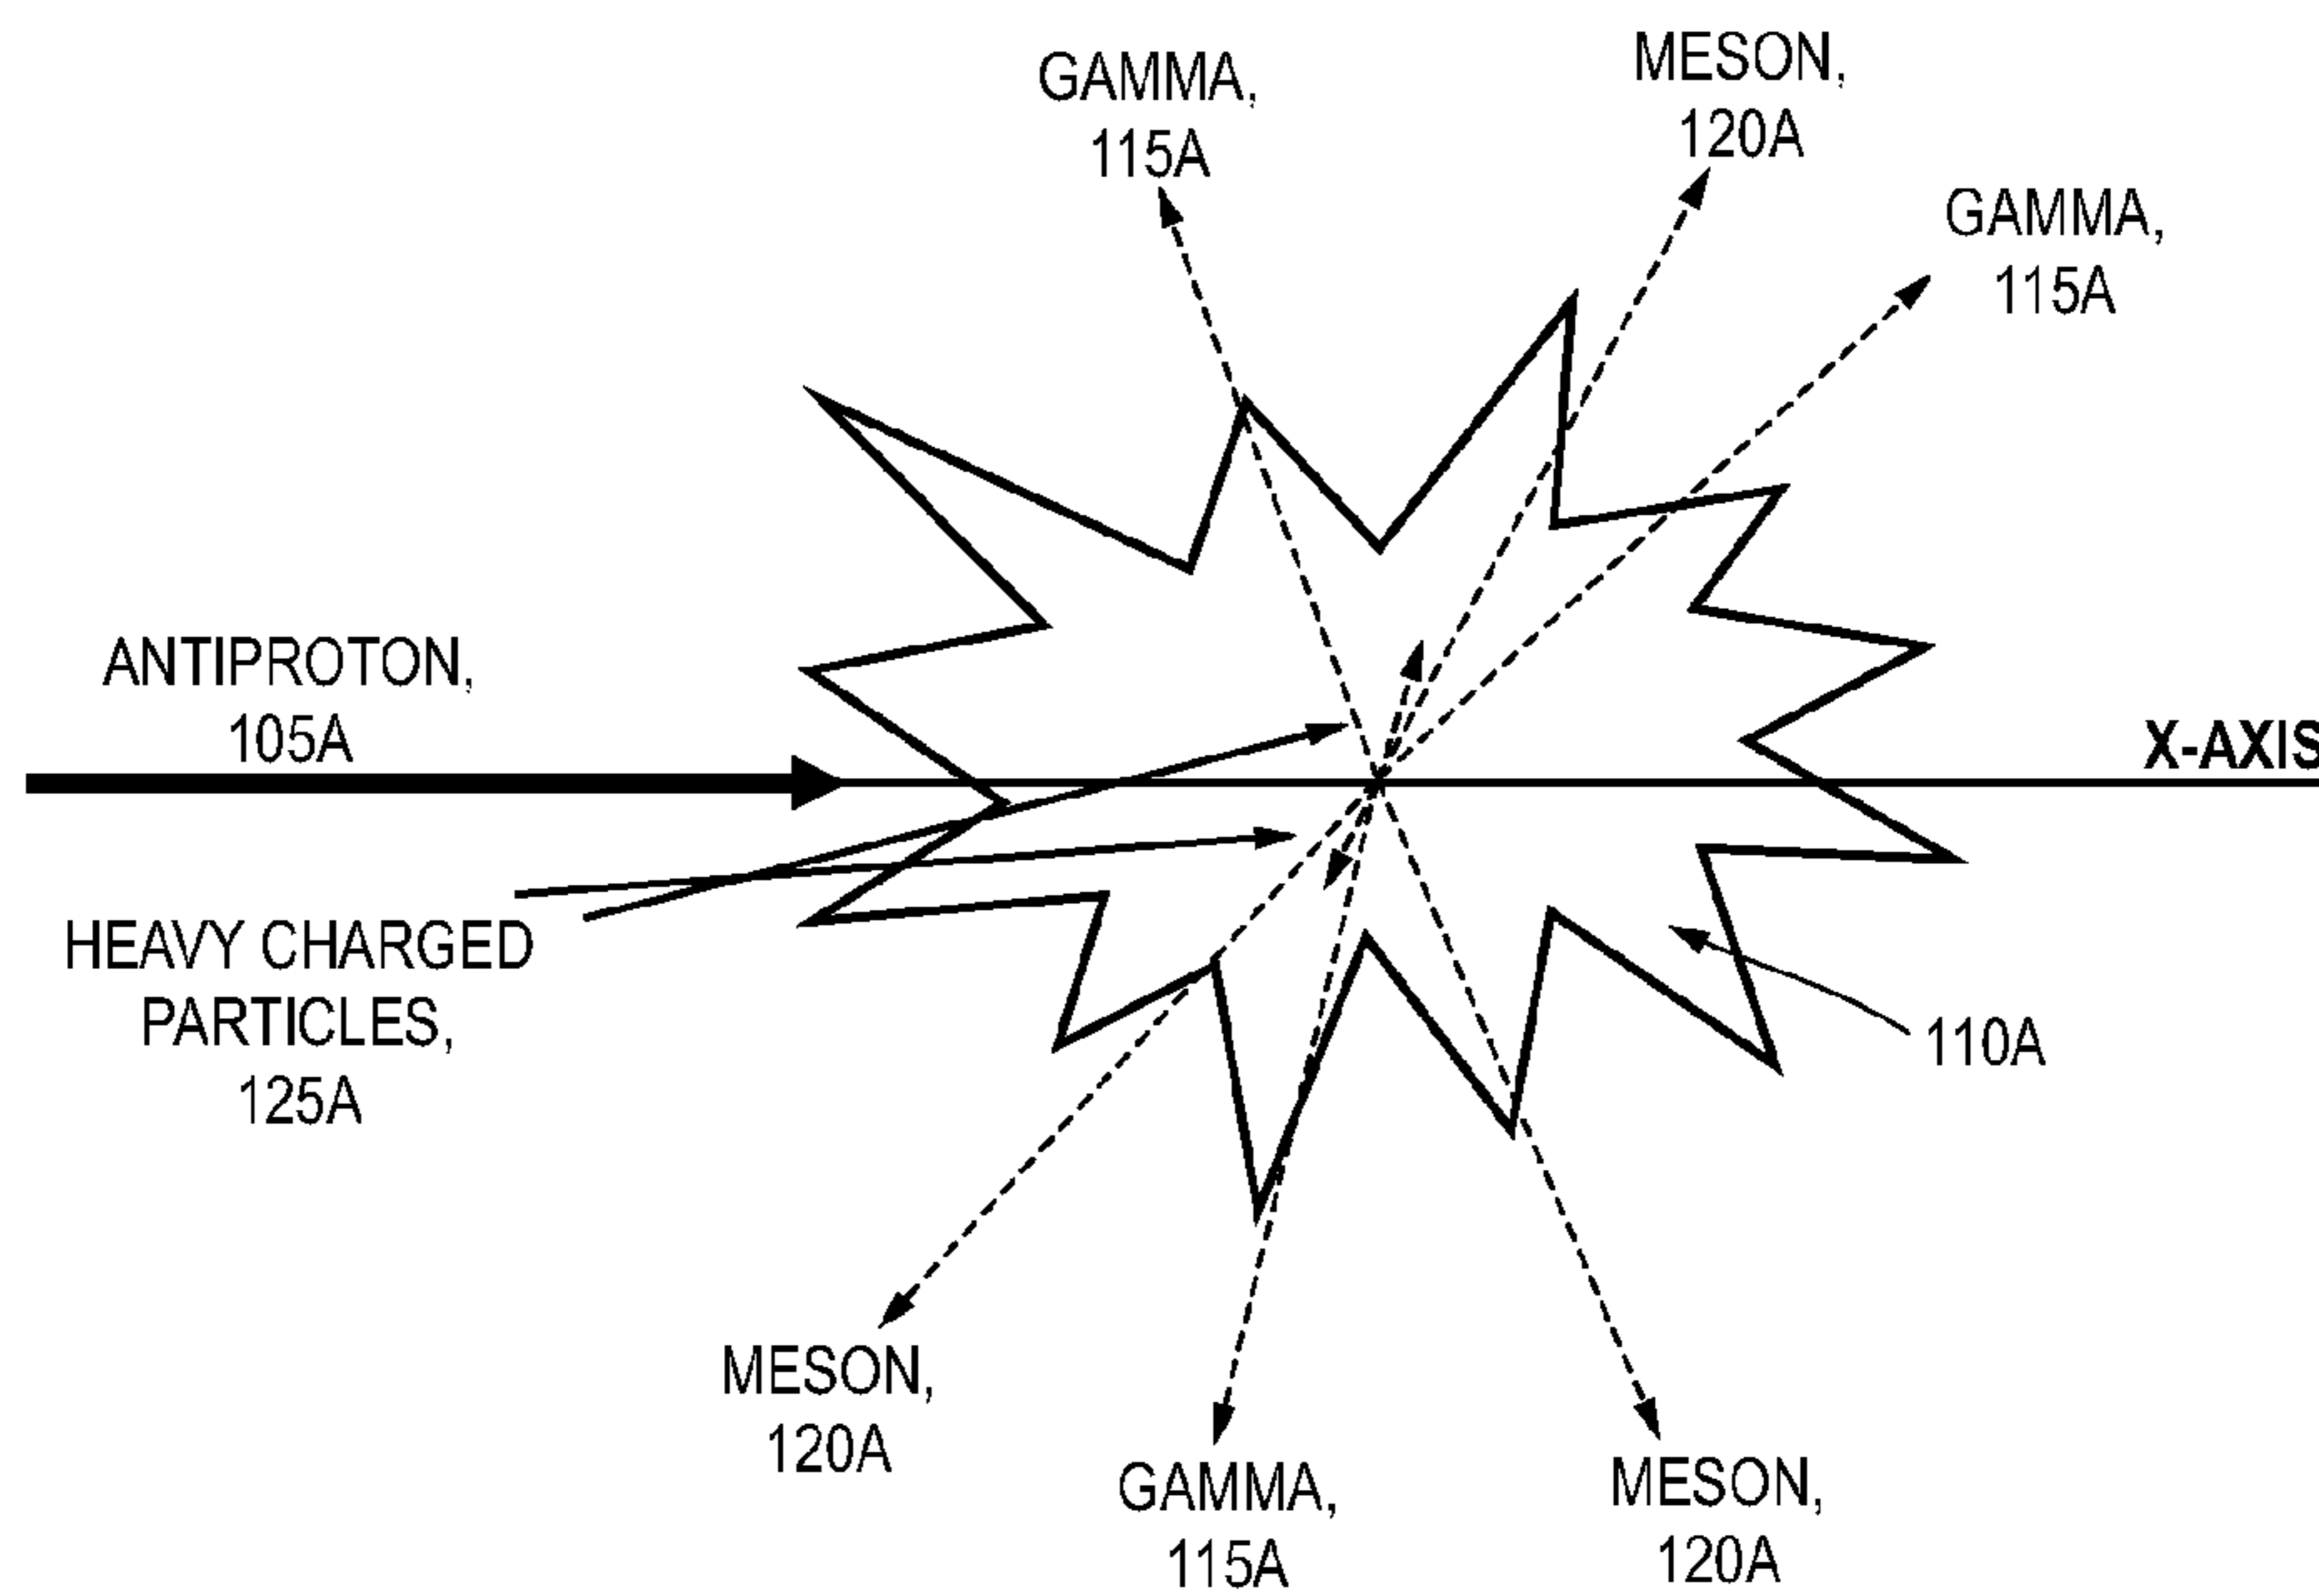 GAMMA,
115A
MESON,
120A
GAMMA,
115A
ANTIPROTON,
105A
X-AXIS
HEAVY CHARGED
PARTICLES,
125A
110A
MESON,
120A
GAMMA,
115A
MESON,
120A